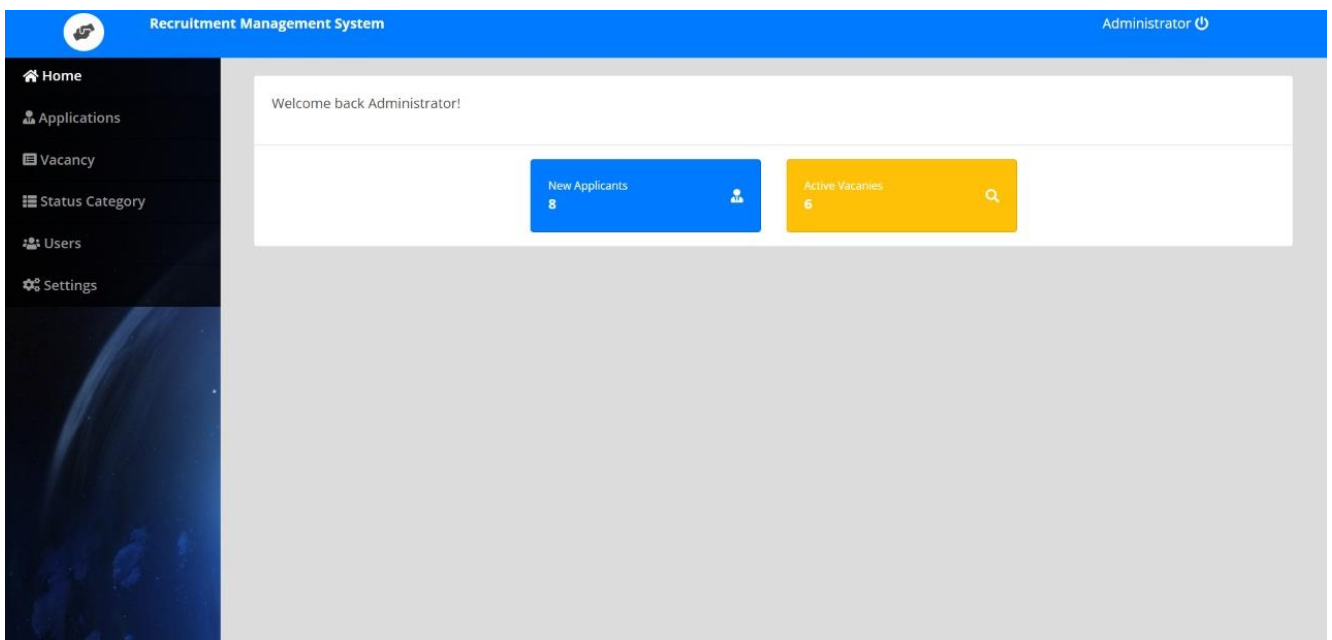 Recruitment Management System
Administrator
Home
Applications
Vacancy
Status Category
Users
Settings
Welcome back Administrator!
New Applicants
8
Active Vacanies
6